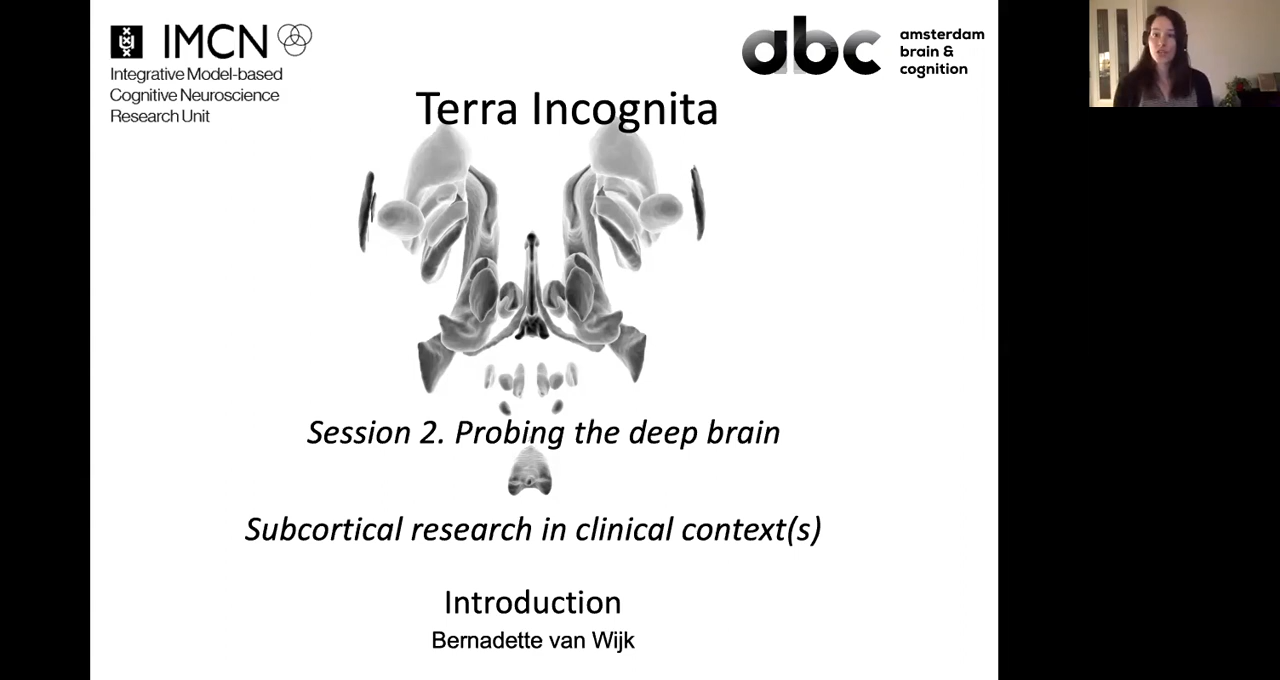 IMCN
Integrative Model-based
Cognitive Neuroscience
Research Unit
abc
amsterdam
brain &
cognition
Terra Incognita
Session 2. Probing the deep brain
Subcortical research in clinical context(s)
Introduction
Bernadette van Wijk